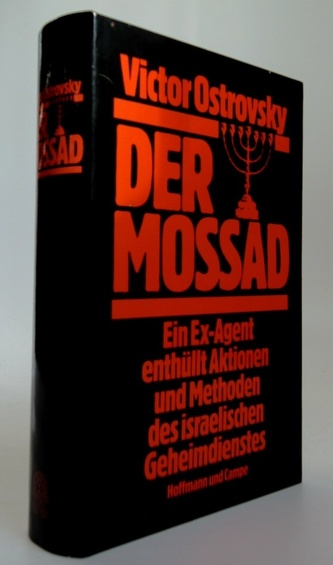 Victor Ostrovsky
DER
MOSSAD
Ein Ex-Agent
enthüllt Aktionen
und Methoden
des israelischen
Geheimdienstes
Hoffmann und Campe